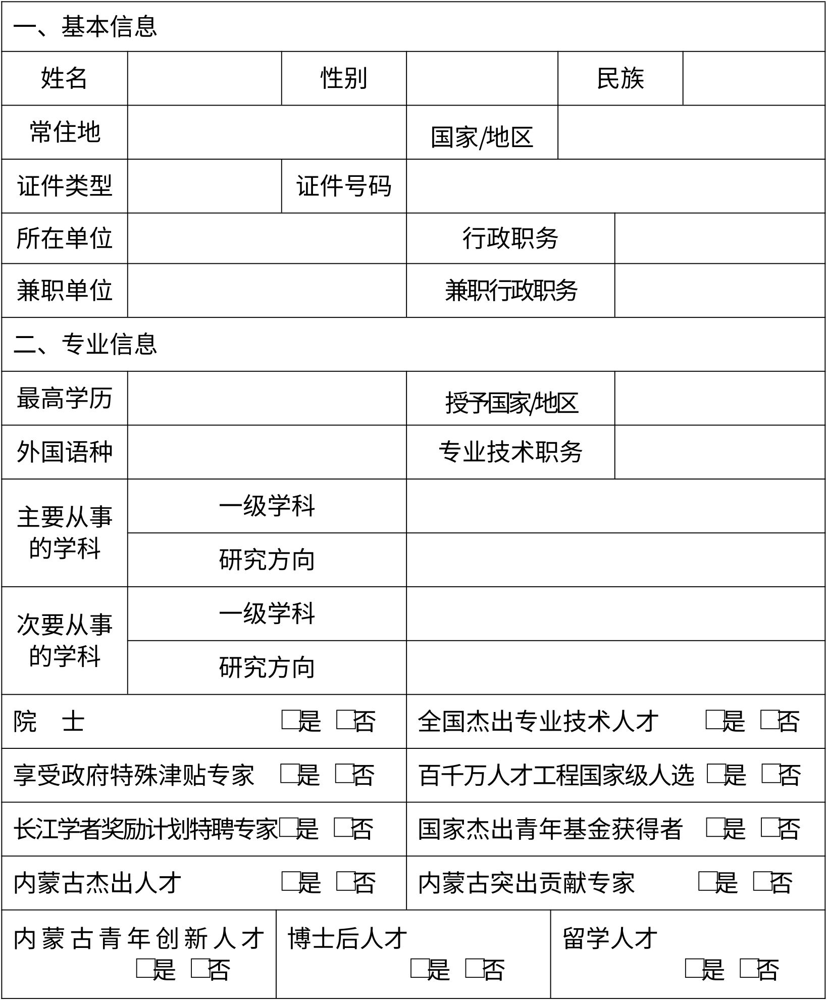 一、基本信息
姓名 性别 民族
常住地 国家/地区
证件类型 证件号码
所在单位 行政职务
兼职单位 兼职行政职务
二、专业信息
最高学历 授予国家/地区
外国语种 专业技术职务
主要从事
的学科
一级学科
研究方向
次要从事
的学科
一级学科
研究方向
院 士 □是 □否 全国杰出专业技术人才 □是 □否
享受政府特殊津贴专家 □是 □否 百千万人才工程国家级人选 □是 □否
长江学者奖励计划特聘专家□是 □否 国家杰出青年基金获得者 □是 □否
内蒙古杰出人才 □是 □否 内蒙古突出贡献专家 □是 □否
内蒙古青年创新人才
□是 □否
博士后人才
□是 □否
留学人才
□是 □否